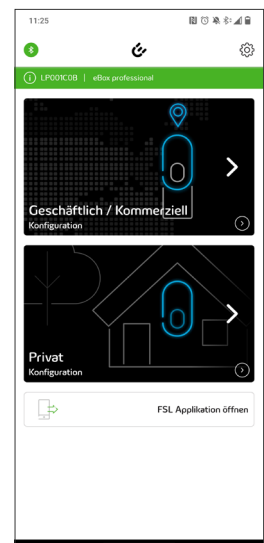 11:25
LP001C0B | eBox professional
Geschäftlich / Kommerziell
Konfiguration
Privat
Konfiguration
FSL Applikation öffnen